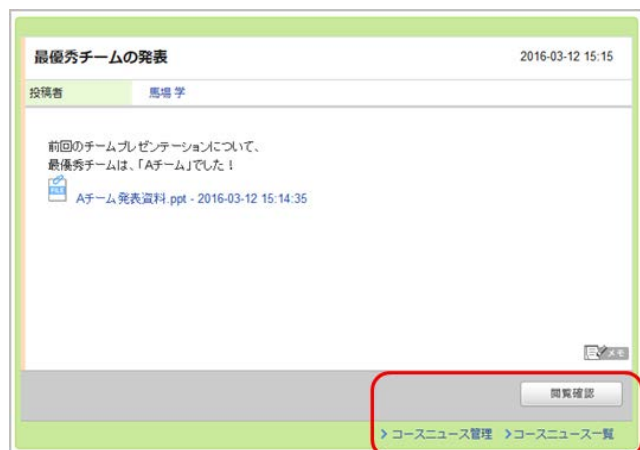 最優秀チームの発表 2016-03-12 15:15
投稿者 馬場 学
前回のチームプレゼンテーションについて、
最優秀チームは、「Aチーム」でした！
FILE
Aチーム発表資料.ppt - 2016-03-12 15:14:35
メモ
閲覧確認
コースニュース管理 コースニュース一覧